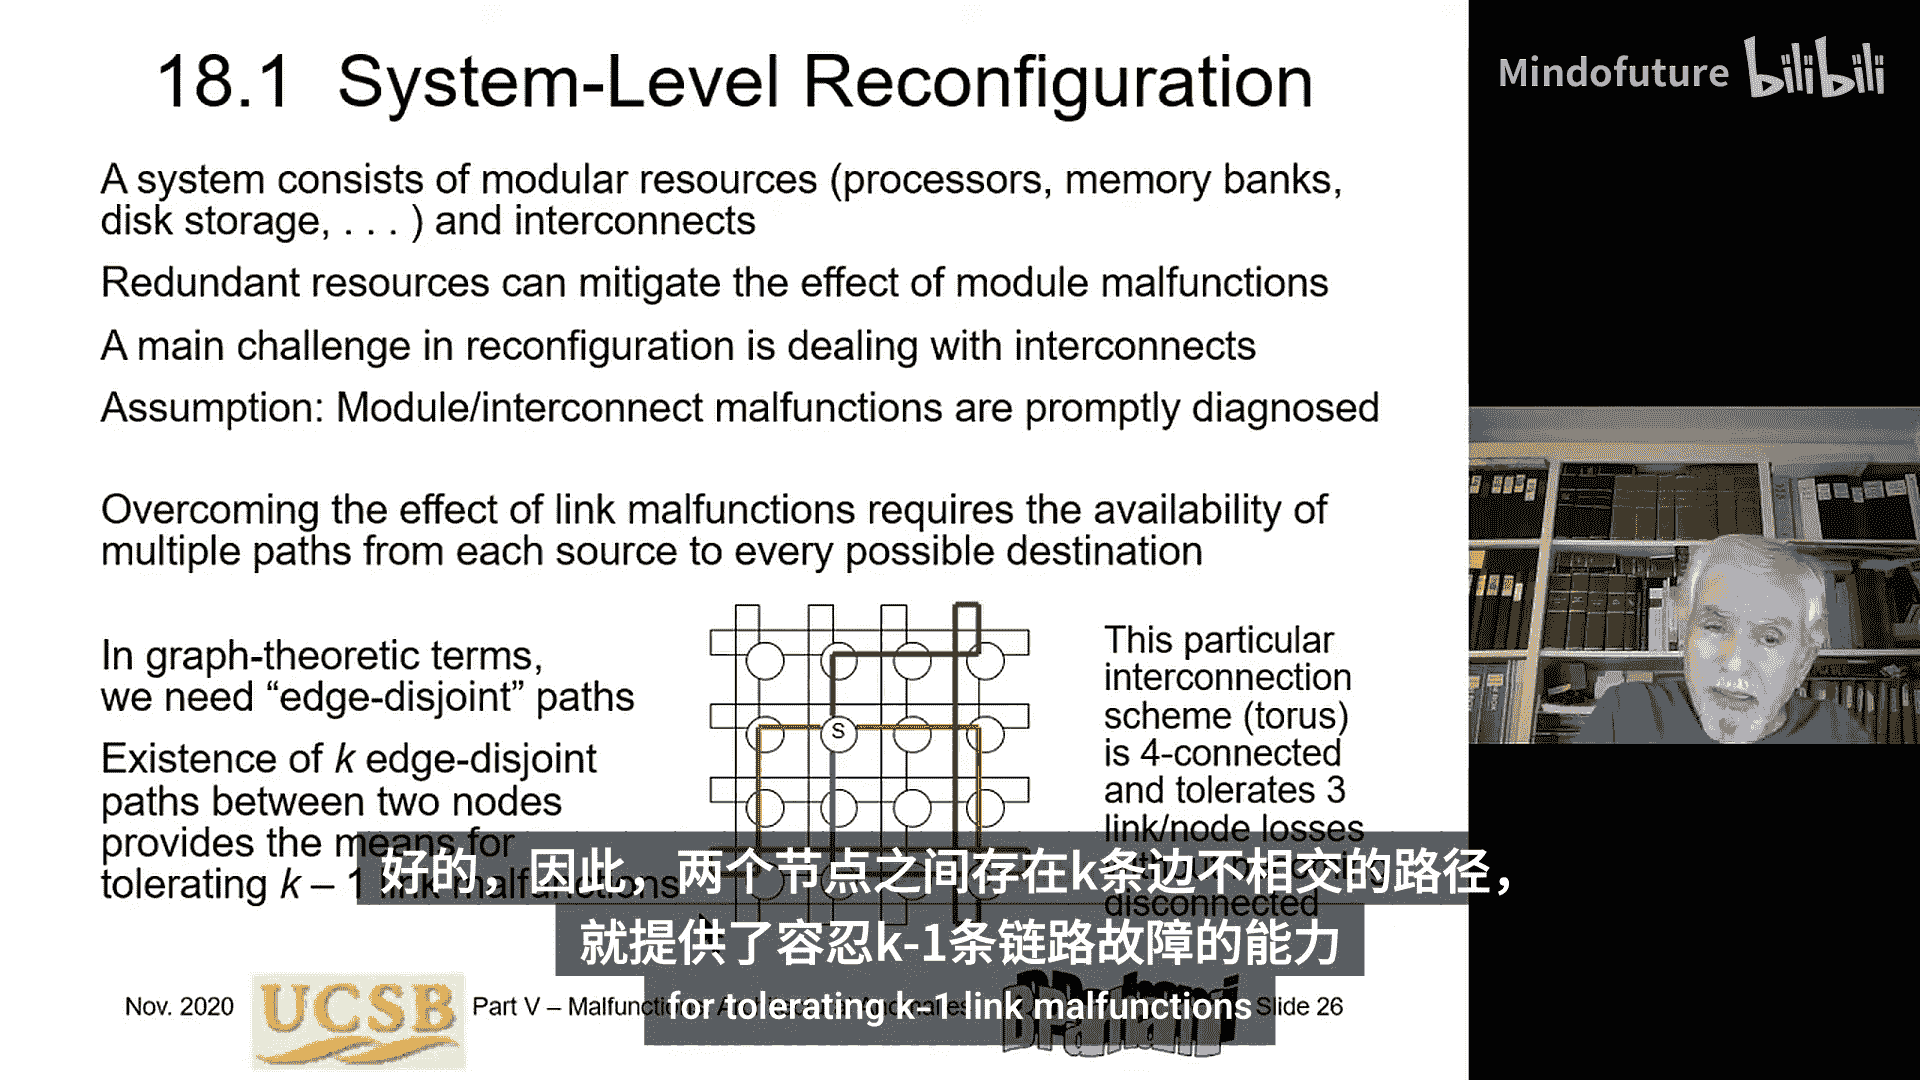 18.1 System-Level Reconfiguration
Mindofuture bilibili
A system consists of modular resources (processors, memory banks,
disk storage, . . . ) and interconnects
Redundant resources can mitigate the effect of module malfunctions
A main challenge in reconfiguration is dealing with interconnects
Assumption: Module/interconnect malfunctions are promptly diagnosed
Overcoming the effect of link malfunctions requires the availability of
multiple paths from each source to every possible destination
In graph-theoretic terms,
we need “edge-disjoint” paths
Existence of k edge-disjoint
paths between two nodes
provides the means for
tolerating k – 1 link malfunctions
S
This particular
interconnection
scheme (torus)
is 4-connected
and tolerates 3
link/node losses
disconnected
好的，因此，两个节点之间存在k条边不相交的路径，
就提供了容忍k-1条链路故障的能力
for tolerating k-1 link malfunctions
Nov. 2020
UCSB
Part V – Malfunctions:
Slide 26